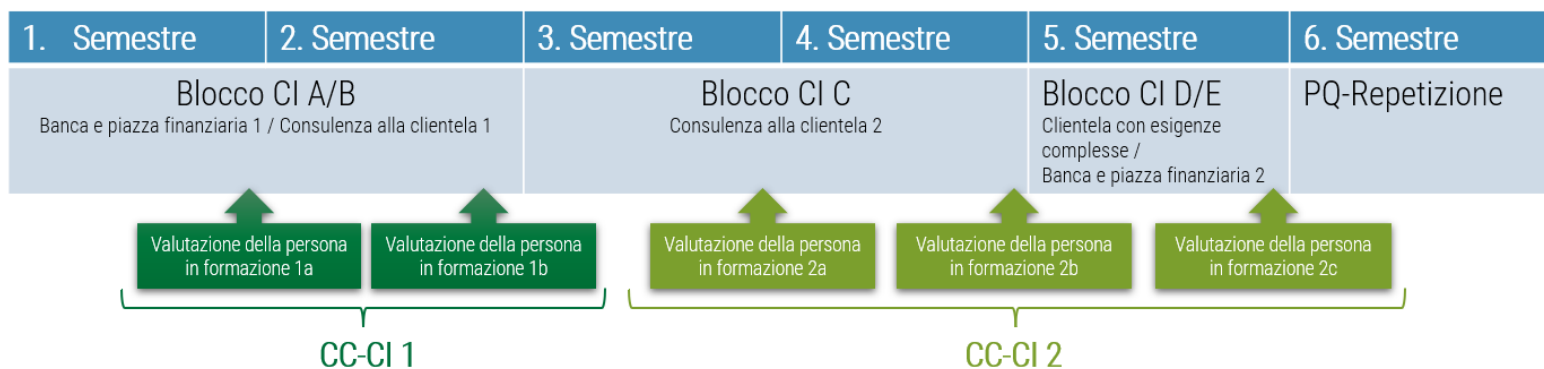 1. Semestre
2. Semestre
3. Semestre
4. Semestre
5. Semestre
6. Semestre
Blocco CI A/B
Banca e piazza finanziaria 1 / Consulenza alla clientela 1
Blocco CI C
Consulenza alla clientela 2
Blocco CI D/E
Clientela con esigenze
complesse /
Banca e piazza finanziaria 2
PQ-Repetizione
Valutazione della persona
in formazione 1a
Valutazione della persona
in formazione 1b
Valutazione della persona
in formazione 2a
Valutazione della persona
in formazione 2b
Valutazione della persona
in formazione 2c
CC-CI 1
CC-CI 2